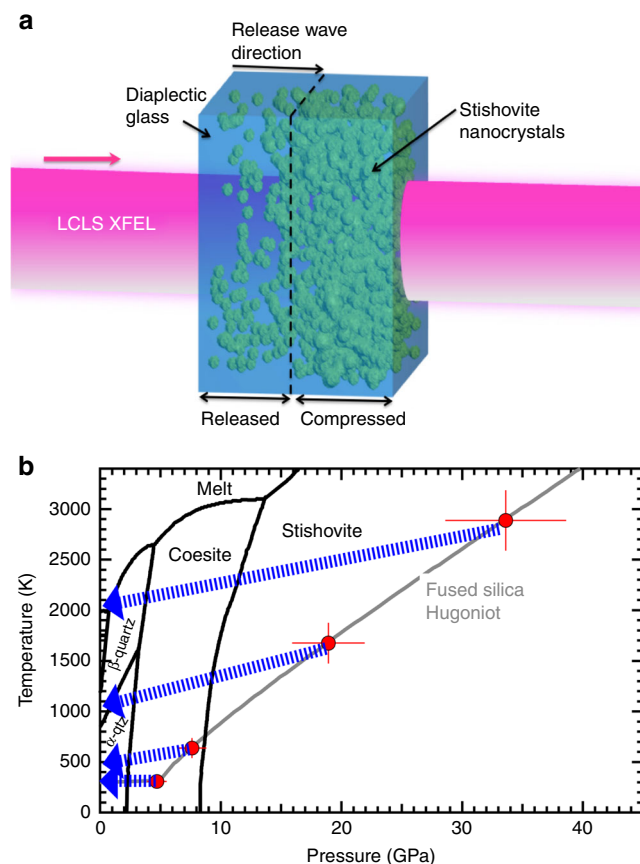 a
Release wave
direction
Diaplectic
glass
Stishovite
nanocrystals
LCLS XFEL
Released
Compressed
b
Melt
Stishovite
Coesite
Fused silica
Hugoniot
β-quartz
α-qtz
Temperature (K)
3000
2500
2000
1500
1000
500
0
0
10
20
30
40
Pressure (GPa)